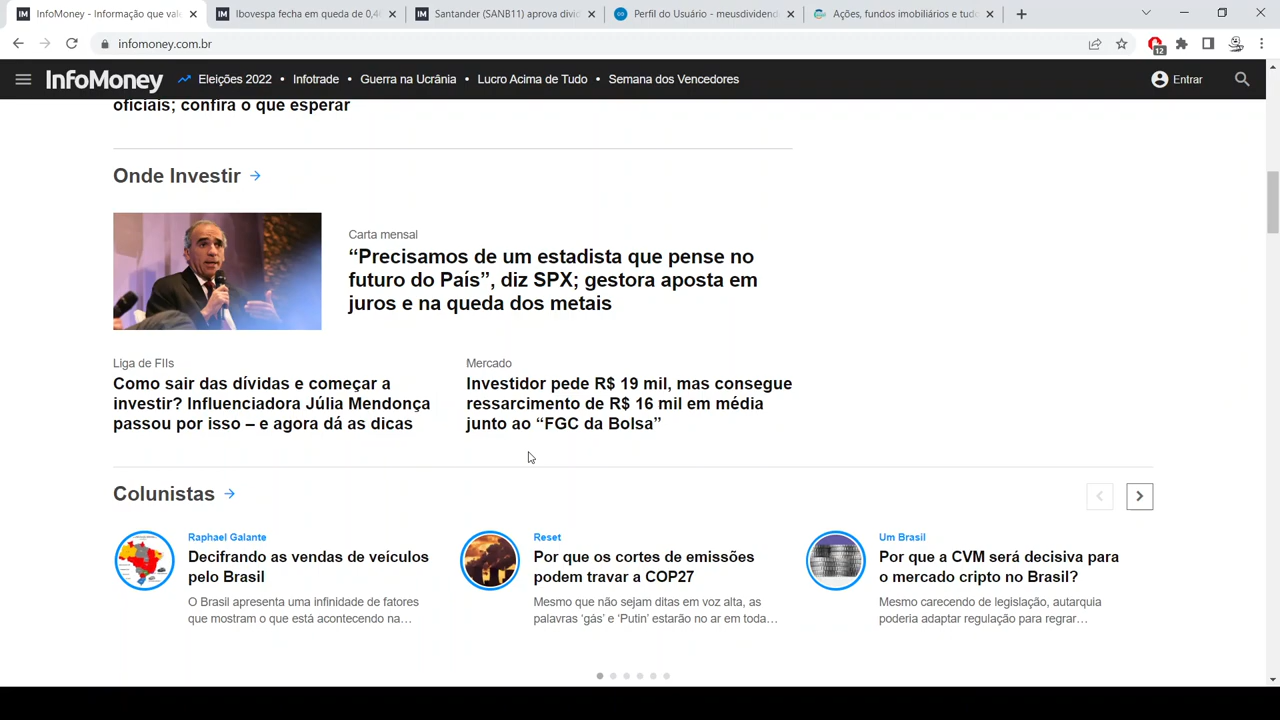 InfoMoney - Informação que val
Ibovespa fecha em queda de 0,4
Santander (SANB11) aprova divid
Perfil do Usuário - meusdividend
Ações, fundos imobiliários e tud
infomoney.com.br
12
InfoMoney
Eleições 2022 • Infotrade • Guerra na Ucrânia • Lucro Acima de Tudo • Semana dos Vencedores
Entrar
oficiais; confira o que esperar
Onde Investir
Carta mensal
“Precisamos de um estadista que pense no
futuro do País”, diz SPX; gestora aposta em
juros e na queda dos metais
Liga de FIIs
Como sair das dívidas e começar a
investir? Influenciadora Júlia Mendonça
passou por isso – e agora dá as dicas
Mercado
Investidor pede R$ 19 mil, mas consegue
ressarcimento de R$ 16 mil em média
junto ao “FGC da Bolsa”
Colunistas
Raphael Galante
Decifrando as vendas de veículos
pelo Brasil
O Brasil apresenta uma infinidade de fatores
que mostram o que está acontecendo na…
Reset
Por que os cortes de emissões
podem travar a COP27
Mesmo que não sejam ditas em voz alta, as
palavras ‘gás’ e ‘Putin’ estarão no ar em toda…
Um Brasil
Por que a CVM será decisiva para
o mercado cripto no Brasil?
Mesmo carecendo de legislação, autarquia
poderia adaptar regulação para regrar…